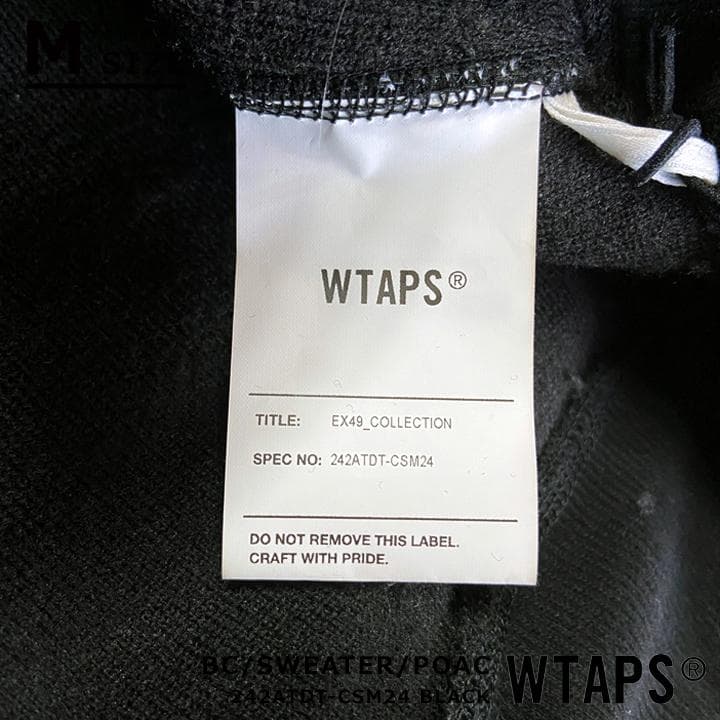 M SIZ
WTAPS®
TITLE: EX49_COLLECTION
SPEC NO: 242ATDT-CSM24
DO NOT REMOVE THIS LABEL.
CRAFT WITH PRIDE.
BC/SWEATER/POAC
242ATDT-CSM24 BLACK
WTAPS®